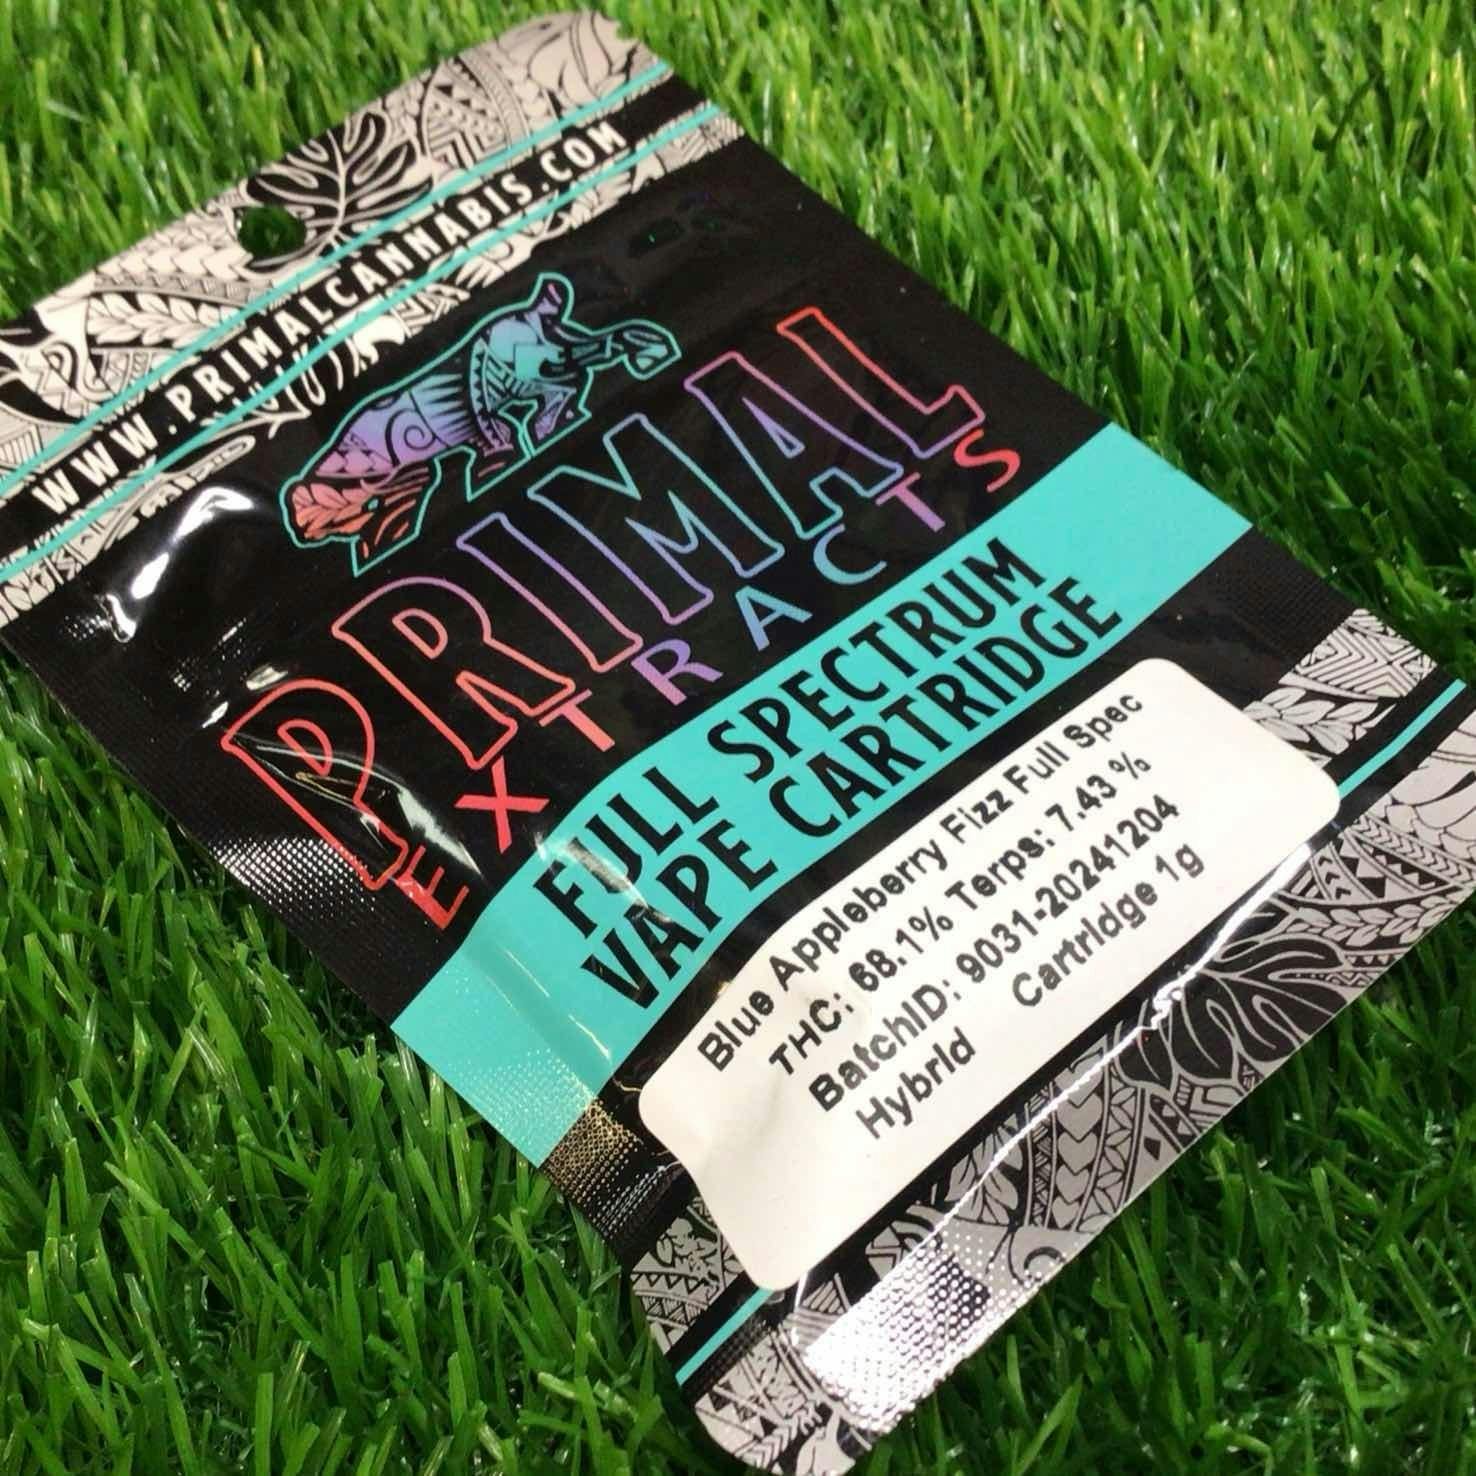 WWW.PRIMALCANNABIS.COM
PRIMAL
EXTRACTS
FULL SPECTRUM
VAPE CARTRIDGE
Blue Appleberry Fizz Full Spec
THC: 68.1% Terps: 7.43 %
BatchID: 9031-20241204
Hybrid Cartridge 1g